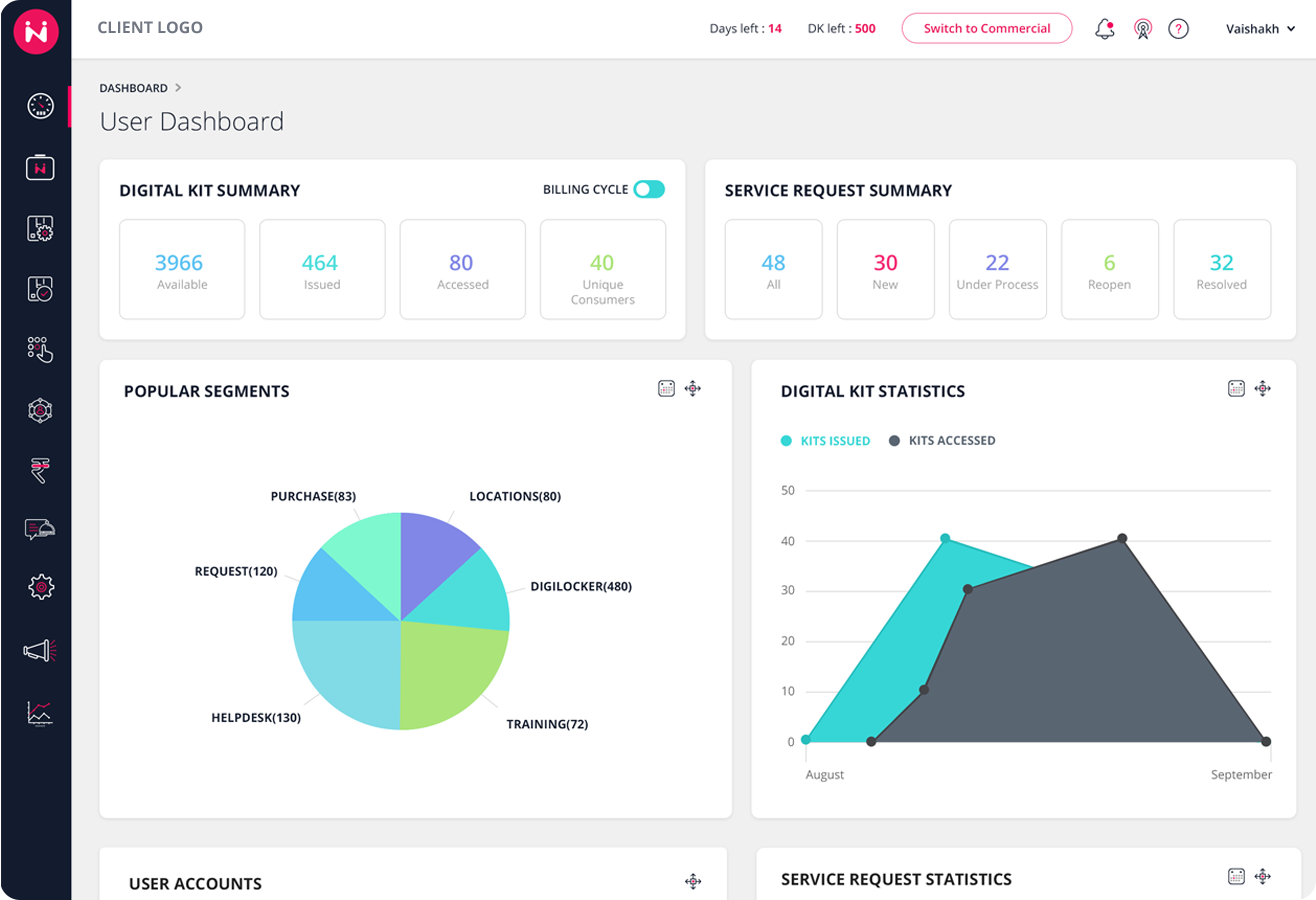 CLIENT LOGO
Days left : 14
DK left : 500
Switch to Commercial
?
Vaishakh
DASHBOARD
User Dashboard
DIGITAL KIT SUMMARY
BILLING CYCLE
3966
Available
464
Issued
80
Accessed
40
Unique
Consumers
SERVICE REQUEST SUMMARY
48
All
30
New
22
Under Process
6
Reopen
32
Resolved
POPULAR SEGMENTS
PURCHASE(83)
LOCATIONS(80)
REQUEST(120)
DIGILOCKER(480)
HELPDESK(130)
TRAINING(72)
DIGITAL KIT STATISTICS
KITS ISSUED
KITS ACCESSED
50
40
30
20
10
0
August
September
USER ACCOUNTS
SERVICE REQUEST STATISTICS